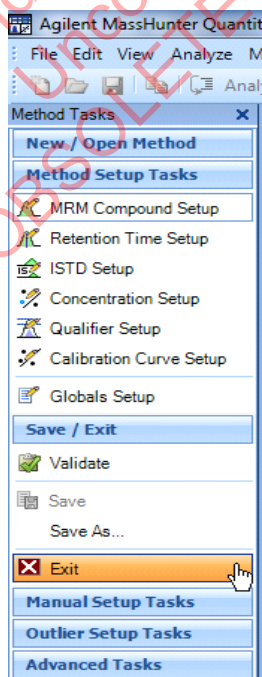 Agilent MassHunter Quantit
File Edit View Analyze M
Analy
Method Tasks
New / Open Method
Method Setup Tasks
MRM Compound Setup
Retention Time Setup
ISTD Setup
Concentration Setup
Qualifier Setup
Calibration Curve Setup
Globals Setup
Save / Exit
Validate
Save
Save As...
Exit
Manual Setup Tasks
Outlier Setup Tasks
Advanced Tasks
OBSOLETE